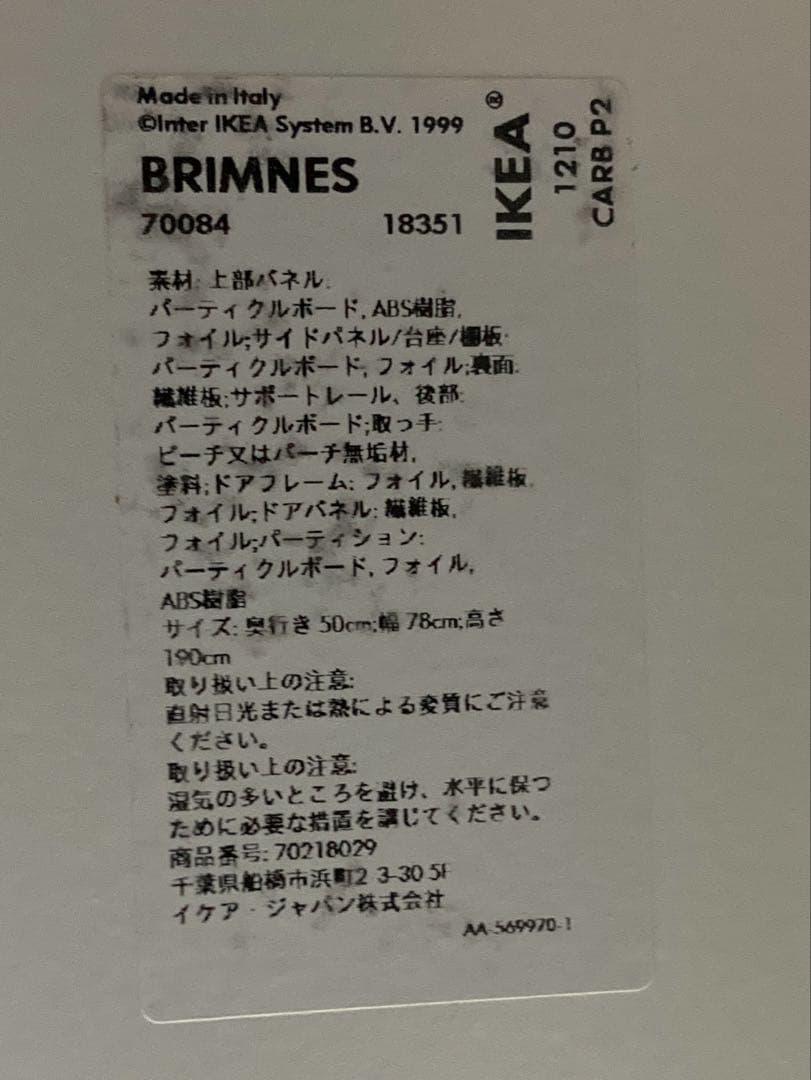 Made in Italy
©Inter IKEA System B.V. 1999
BRIMNES
70084 18351
IKEA®
1210
CARB P2
素材: 上部パネル:
パーティクルボード, ABS樹脂,
フォイル;サイドパネル/台座/棚板:
パーティクルボード, フォイル;裏面:
繊維板;サポートレール、後部:
パーティクルボード;取っ手:
ビーチ又はバーチ無垢材,
塗料;ドアフレーム: フォイル, 繊維板,
フォイル;ドアパネル: 繊維板,
フォイル;パーティション:
パーティクルボード, フォイル,
ABS樹脂
サイズ: 奥行き 50cm;幅 78cm;高さ
190cm
取り扱い上の注意:
直射日光または熱による変質にご注意
ください。
取り扱い上の注意:
湿気の多いところを避け、水平に保つ
ために必要な措置を講じてください。
商品番号: 70218029
千葉県船橋市浜町2 3-30 5F
イケア・ジャパン株式会社
AA-569970-1